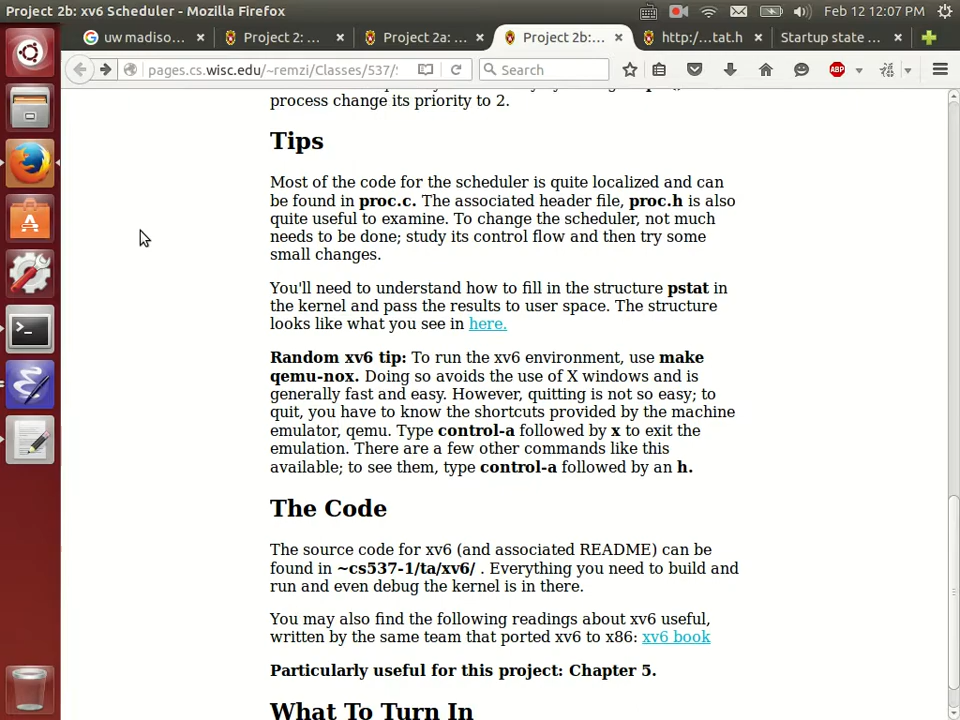 Project 2b: xv6 Scheduler - Mozilla Firefox
Feb 12 12:07 PM
uw madiso...
Project 2: ...
Project 2a: ...
Project 2b:...
http:/...tat.h
Startup state ...
pages.cs.wisc.edu/~remzi/Classes/537/
Search
ABP
process change its priority to 2.
Tips
Most of the code for the scheduler is quite localized and can
be found in proc.c. The associated header file, proc.h is also
quite useful to examine. To change the scheduler, not much
needs to be done; study its control flow and then try some
small changes.
You'll need to understand how to fill in the structure pstat in
the kernel and pass the results to user space. The structure
looks like what you see in here.
Random xv6 tip: To run the xv6 environment, use make
qemu-nox. Doing so avoids the use of X windows and is
generally fast and easy. However, quitting is not so easy; to
quit, you have to know the shortcuts provided by the machine
emulator, qemu. Type control-a followed by x to exit the
emulation. There are a few other commands like this
available; to see them, type control-a followed by an h.
The Code
The source code for xv6 (and associated README) can be
found in ~cs537-1/ta/xv6/ . Everything you need to build and
run and even debug the kernel is in there.
You may also find the following readings about xv6 useful,
written by the same team that ported xv6 to x86: xv6 book
Particularly useful for this project: Chapter 5.
What To Turn In